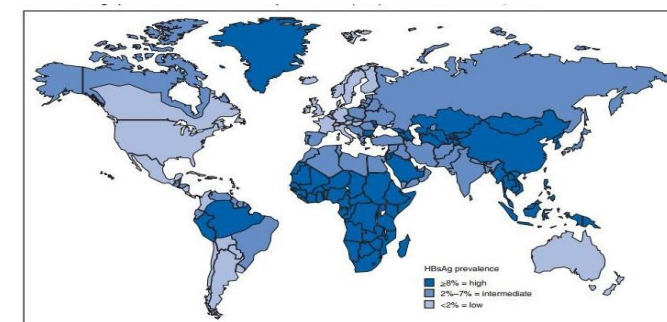 HBsAg prevalence
≥8% = high
2%–7% = intermediate
<2% = low